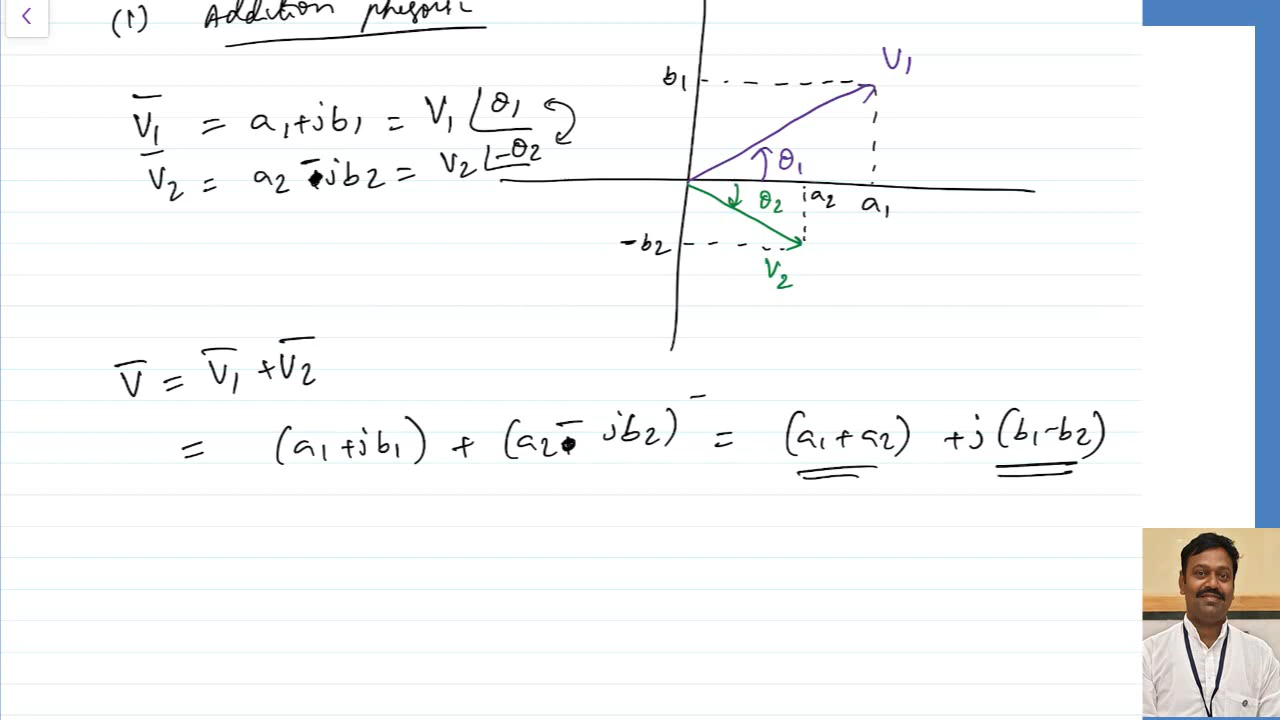 (1) Addition
V̅₁ = a₁+jb₁ = V₁∠θ₁
V̅₂ = a₂-jb₂ = V₂∠-θ₂
V̅ = V̅₁ + V̅₂
= (a₁+jb₁) + (a₂ - jb₂) = (a₁+a₂) + j(b₁-b₂)
V₁
b₁
θ₁
θ₂
a₂
a₁
-b₂
V₂